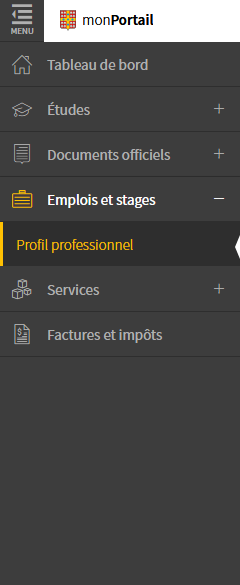 MENU
monPortail
Tableau de bord
Études
Documents officiels
Emplois et stages
Profil professionnel
Services
Factures et impôts